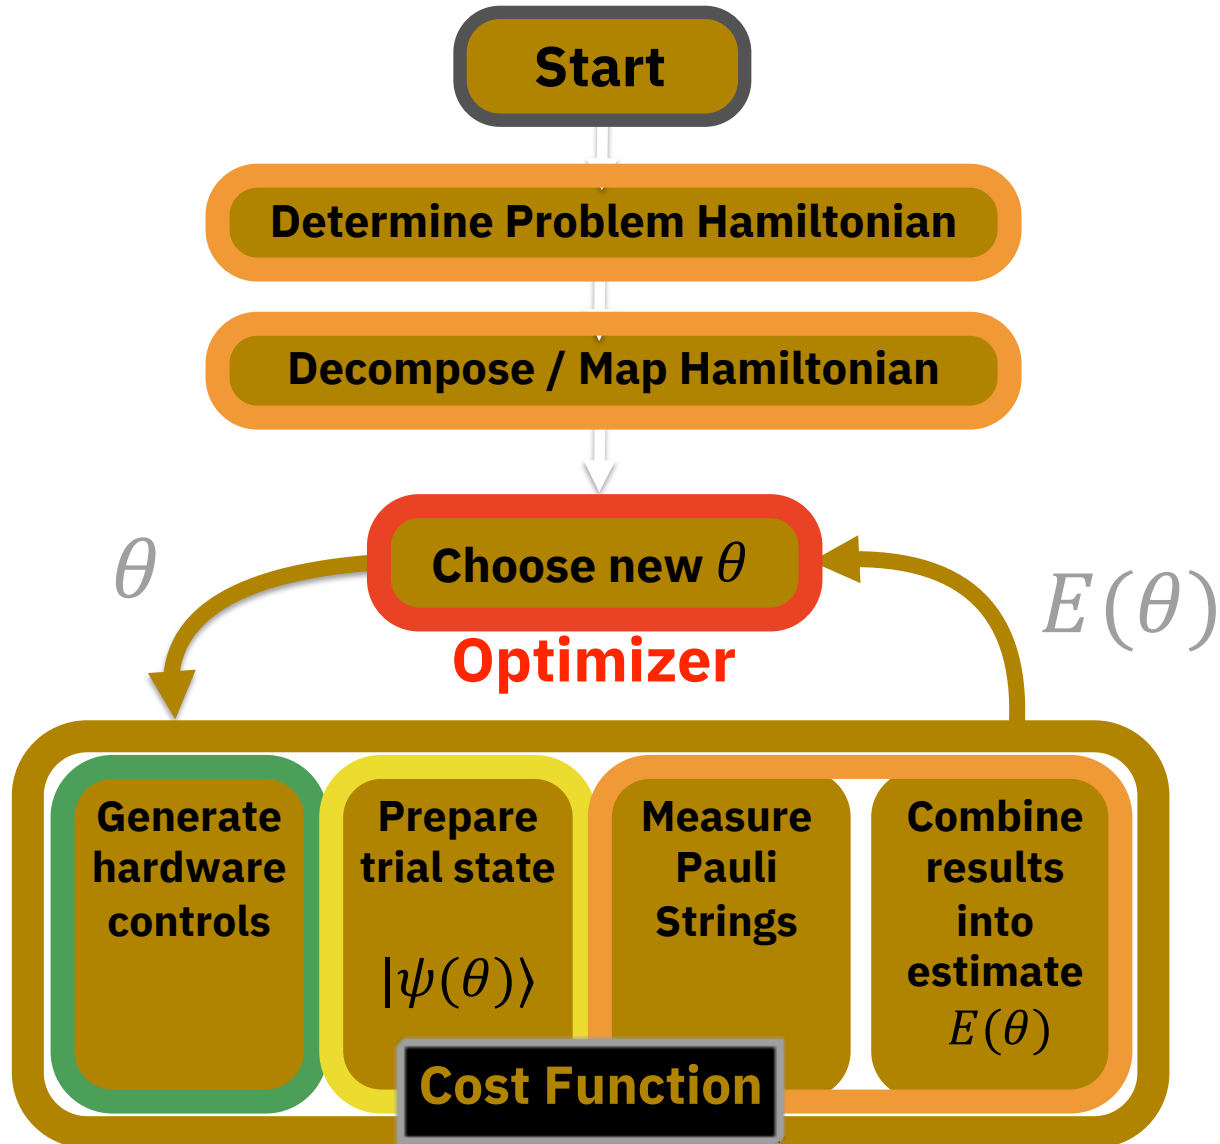 Start
Determine Problem Hamiltonian
Decompose / Map Hamiltonian
Choose new θ
θ
E(θ)
Optimizer
Generate
hardware
controls
Prepare
trial state
|ψ(θ)⟩
Measure
Pauli
Strings
Combine
results
into
estimate
E(θ)
Cost Function